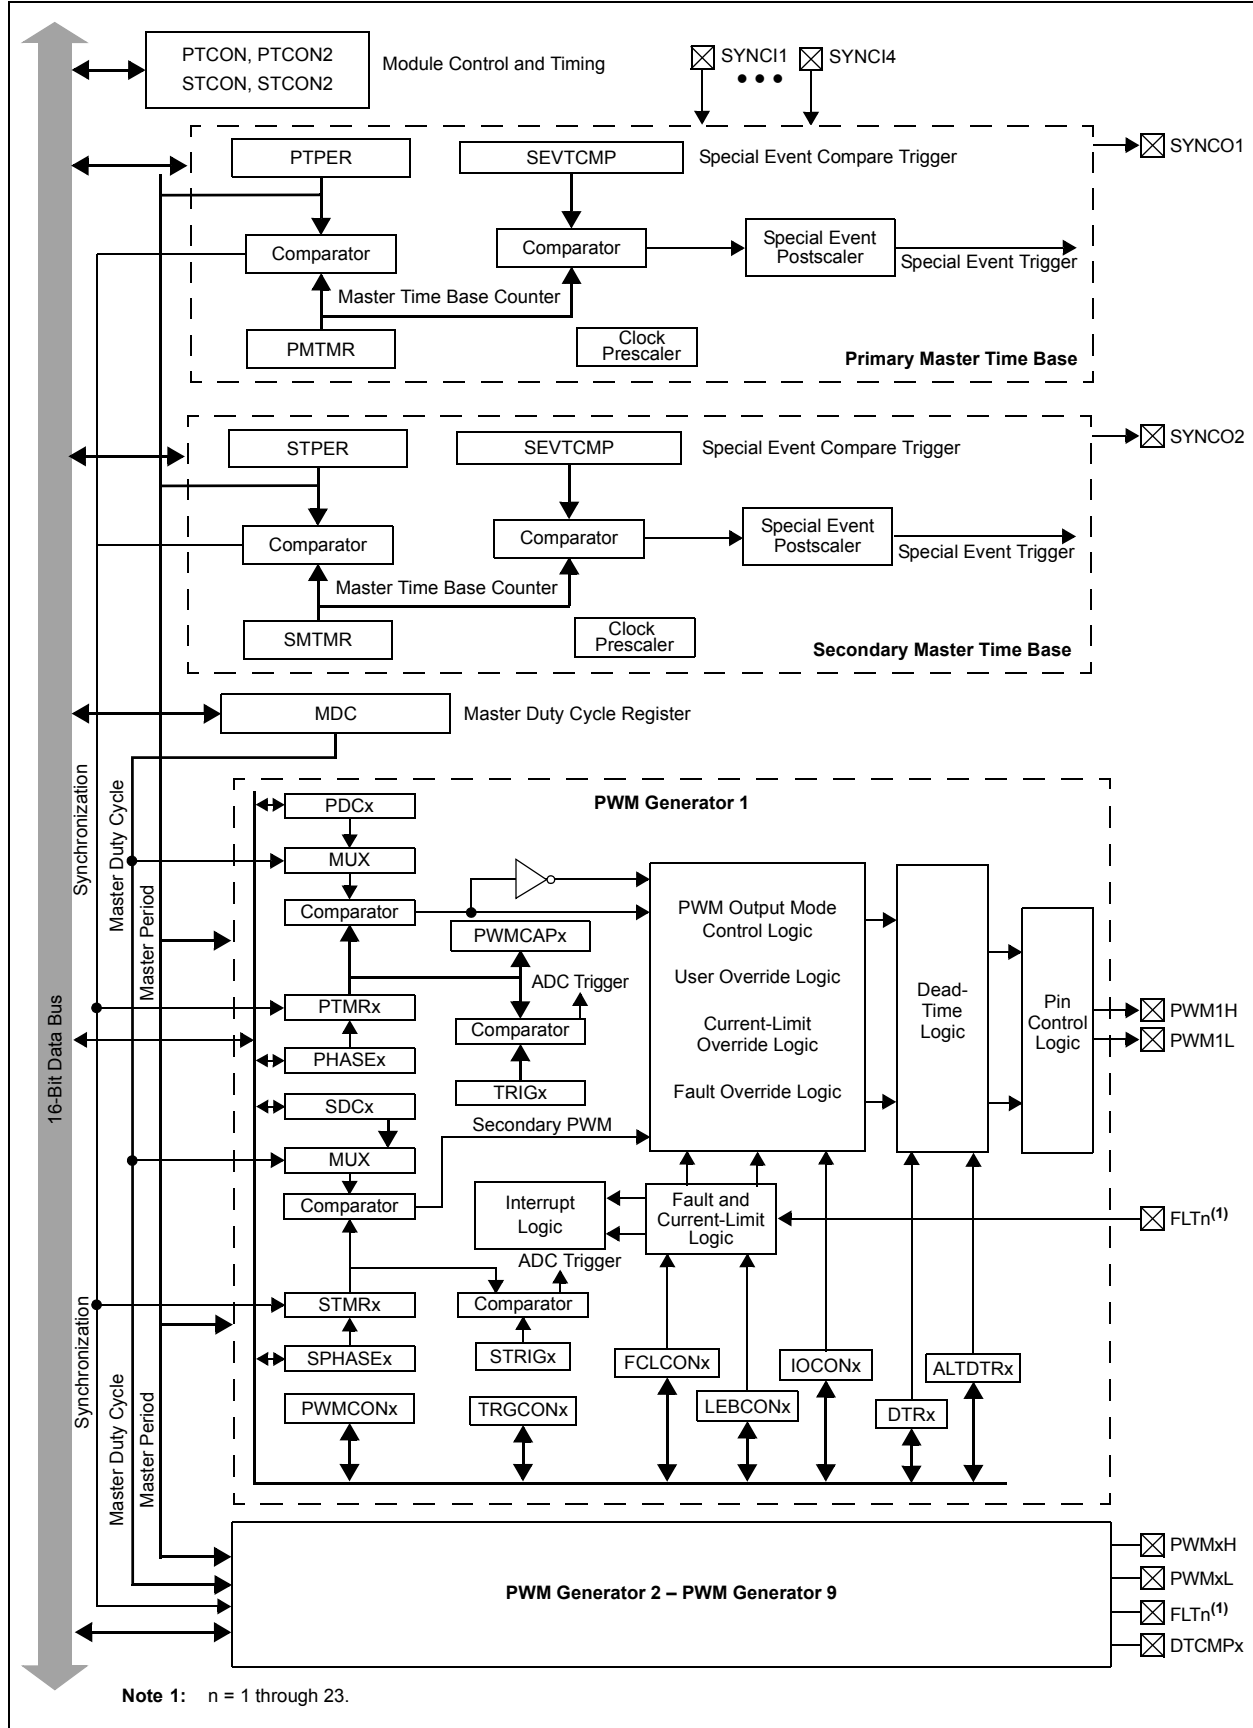 PTCON, PTCON2
STCON, STCON2
Module Control and Timing
SYNCI1
• • •
SYNCI4
PTPER
SEVTCMP
Special Event Compare Trigger
SYNCO1
Comparator
Comparator
Special Event
Postscaler
Special Event Trigger
Master Time Base Counter
PMTMR
Clock
Prescaler
Primary Master Time Base
STPER
SEVTCMP
Special Event Compare Trigger
SYNCO2
Comparator
Comparator
Special Event
Postscaler
Special Event Trigger
Master Time Base Counter
SMTMR
Clock
Prescaler
Secondary Master Time Base
MDC
Master Duty Cycle Register
16-Bit Data Bus
Synchronization
Master Duty Cycle
Master Period
PWM Generator 1
PDCx
MUX
Comparator
PWMCAPx
ADC Trigger
PTMRx
Comparator
PHASEx
TRIGx
SDCx
Secondary PWM
MUX
Comparator
PWM Output Mode
Control Logic
User Override Logic
Current-Limit
Override Logic
Fault Override Logic
Dead-
Time
Logic
Pin
Control
Logic
PWM1H
PWM1L
Interrupt
Logic
Fault and
Current-Limit
Logic
FLTn(1)
ADC Trigger
STMRx
Comparator
SPHASEx
STRIGx
FCLCONx
IOCONx
ALTDTRx
PWMCONx
TRGCONx
LEBCONx
DTRx
Synchronization
Master Duty Cycle
Master Period
PWM Generator 2 – PWM Generator 9
PWMxH
PWMxL
FLTn(1)
DTCMPx
Note 1: n = 1 through 23.